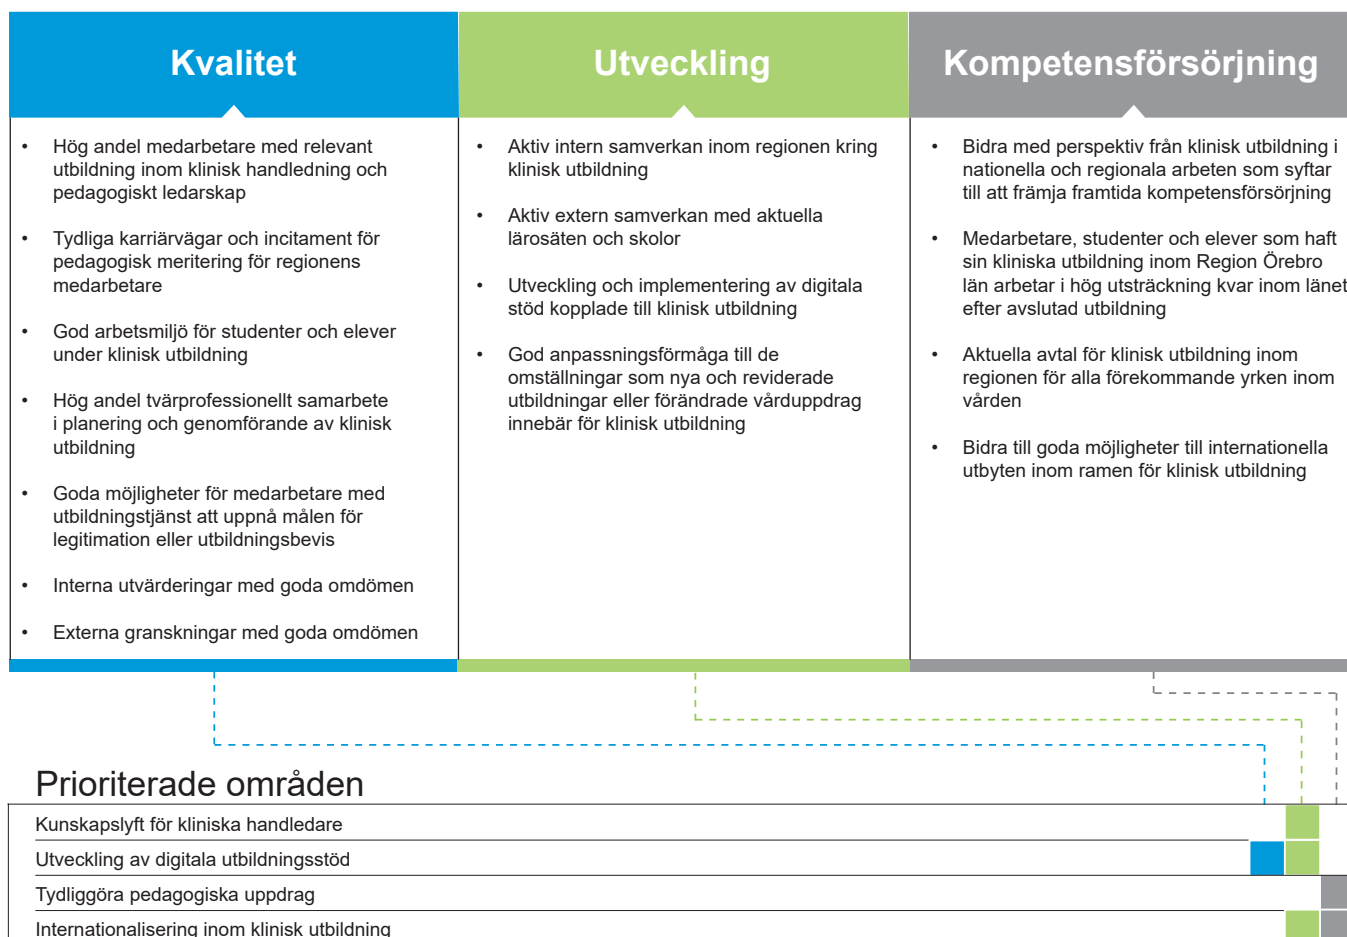 Kvalitet
• Hög andel medarbetare med relevant
utbildning inom klinisk handledning och
pedagogiskt ledarskap
• Tydliga karriärvägar och incitament för
pedagogisk meritering för regionens
medarbetare
• God arbetsmiljö för studenter och elever
under klinisk utbildning
• Hög andel tvärprofessionellt samarbete
i planering och genomförande av klinisk
utbildning
• Goda möjligheter för medarbetare med
utbildningstjänst att uppnå målen för
legitimation eller utbildningsbevis
• Interna utvärderingar med goda omdömen
• Externa granskningar med goda omdömen
Utveckling
• Aktiv intern samverkan inom regionen kring
klinisk utbildning
• Aktiv extern samverkan med aktuella
lärosäten och skolor
• Utveckling och implementering av digitala
stöd kopplade till klinisk utbildning
• God anpassningsförmåga till de
omställningar som nya och reviderade
utbildningar eller förändrade vårduppdrag
innebär för klinisk utbildning
Kompetensförsörjning
• Bidra med perspektiv från klinisk utbildning i
nationella och regionala arbeten som syftar
till att främja framtida kompetensförsörjning
• Medarbetare, studenter och elever som haft
sin kliniska utbildning inom Region Örebro
län arbetar i hög utsträckning kvar inom länet
efter avslutad utbildning
• Aktuella avtal för klinisk utbildning inom
regionen för alla förekommande yrken inom
vården
• Bidra till goda möjligheter till internationella
utbyten inom ramen för klinisk utbildning
Prioriterade områden
Kunskapslyft för kliniska handledare
Utveckling av digitala utbildningsstöd
Tydliggöra pedagogiska uppdrag
Internationalisering inom klinisk utbildning